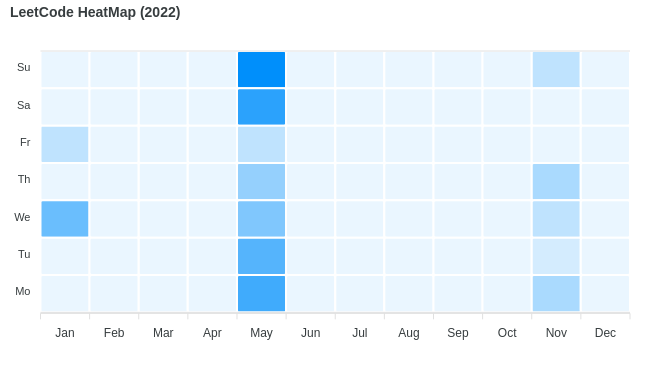 LeetCode HeatMap (2022)
Su
Sa
Fr
Th
We
Tu
Mo
Jan Feb Mar Apr May Jun Jul Aug Sep Oct Nov Dec